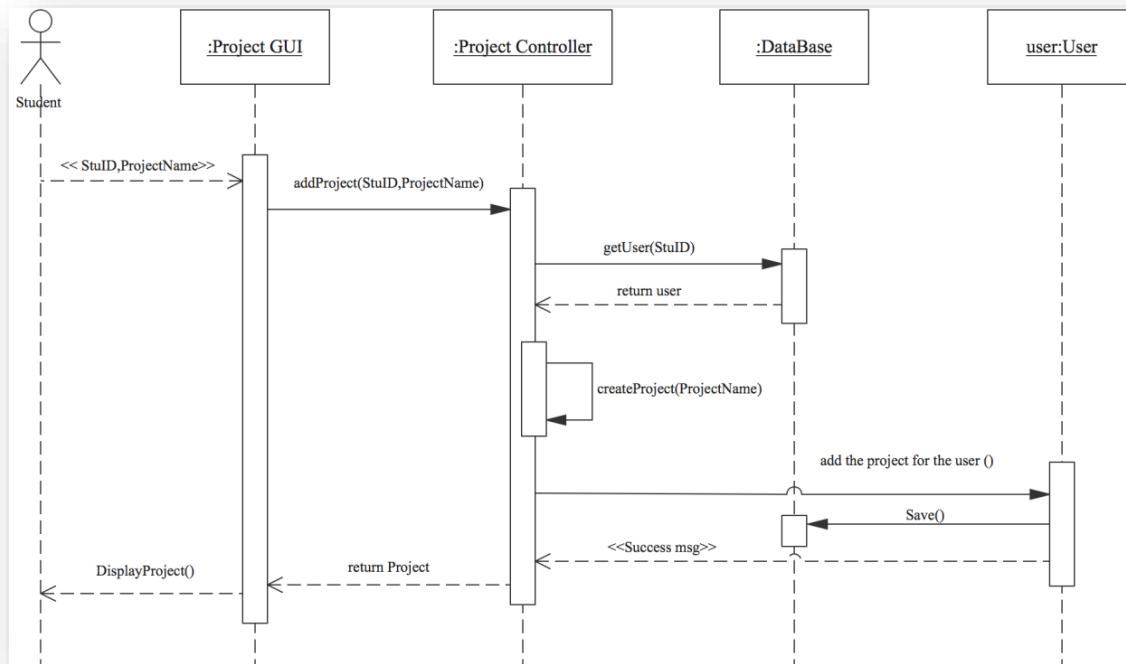 :Project GUI
:Project Controller
:DataBase
user:User
Student
<< StuID,ProjectName>>
addProject(StuID,ProjectName)
getUser(StuID)
return user
createProject(ProjectName)
add the project for the user ()
Save()
<<Success msg>>
return Project
DisplayProject()